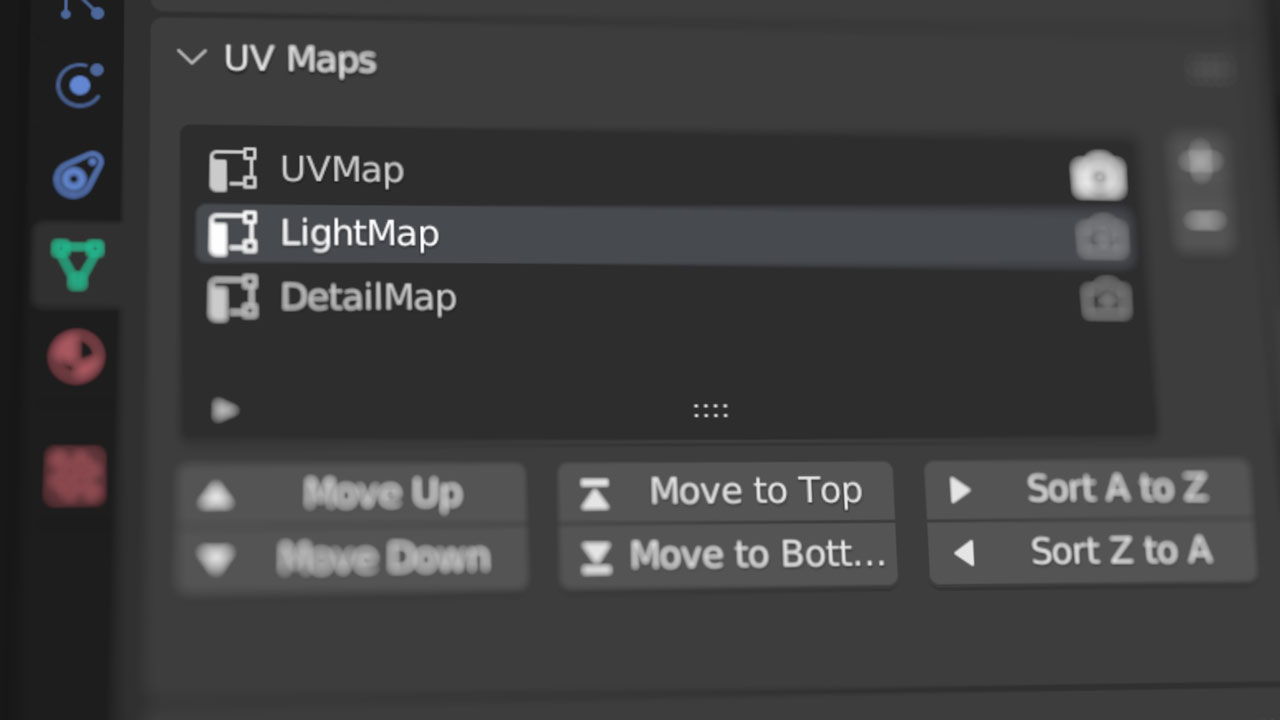 UV Maps
UVMap
LightMap
DetailMap
Move Up
Move to Top
Sort A to Z
Move Down
Move to Bott...
Sort Z to A